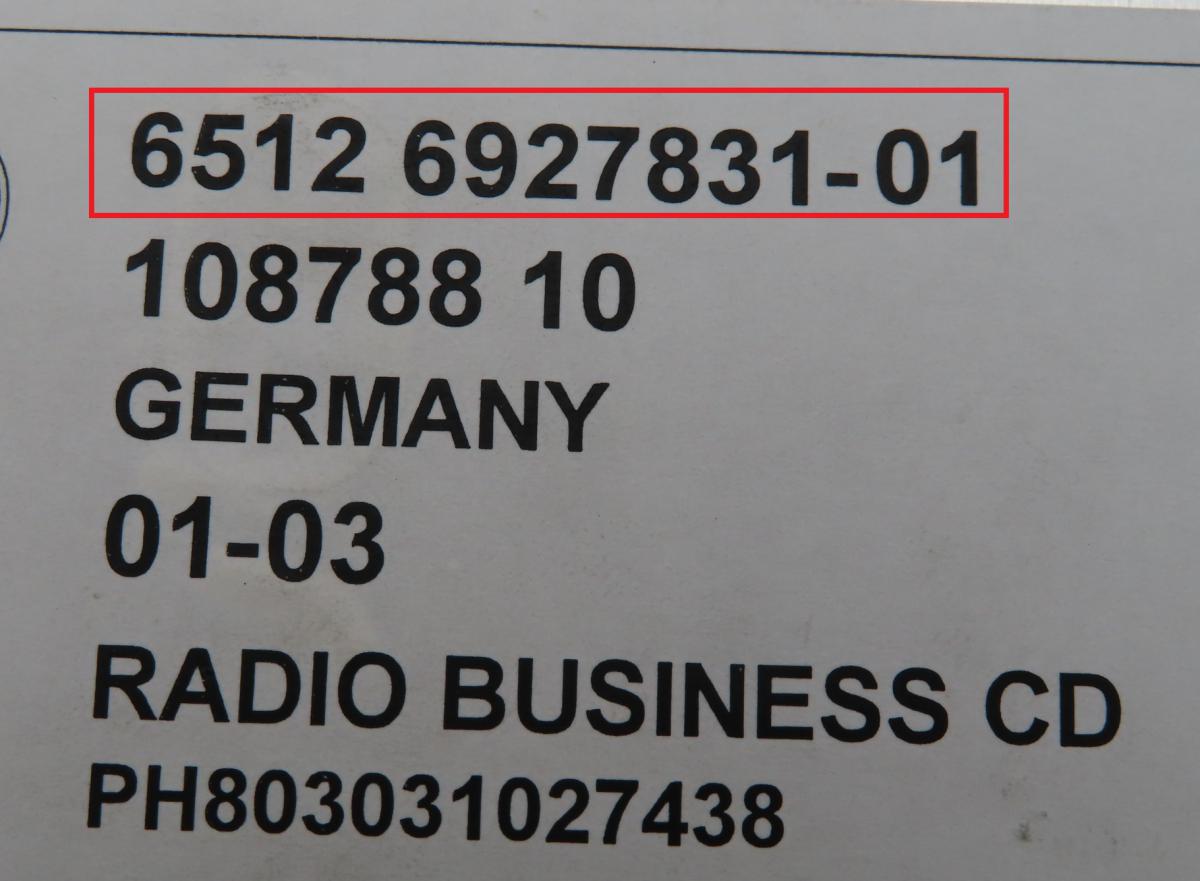 6512 6927831-01
108788 10
GERMANY
01-03
RADIO BUSINESS CD
PH803031027438